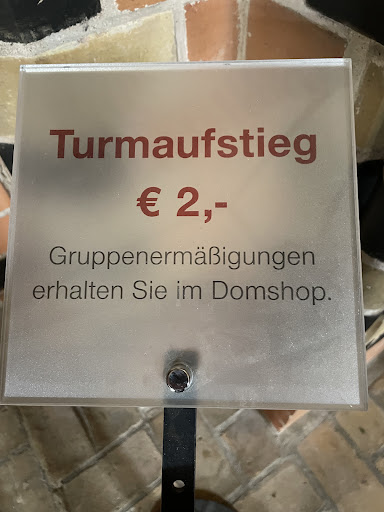 Turmaufstieg
€ 2,-
Gruppenermäßigungen
erhalten Sie im Domshop.